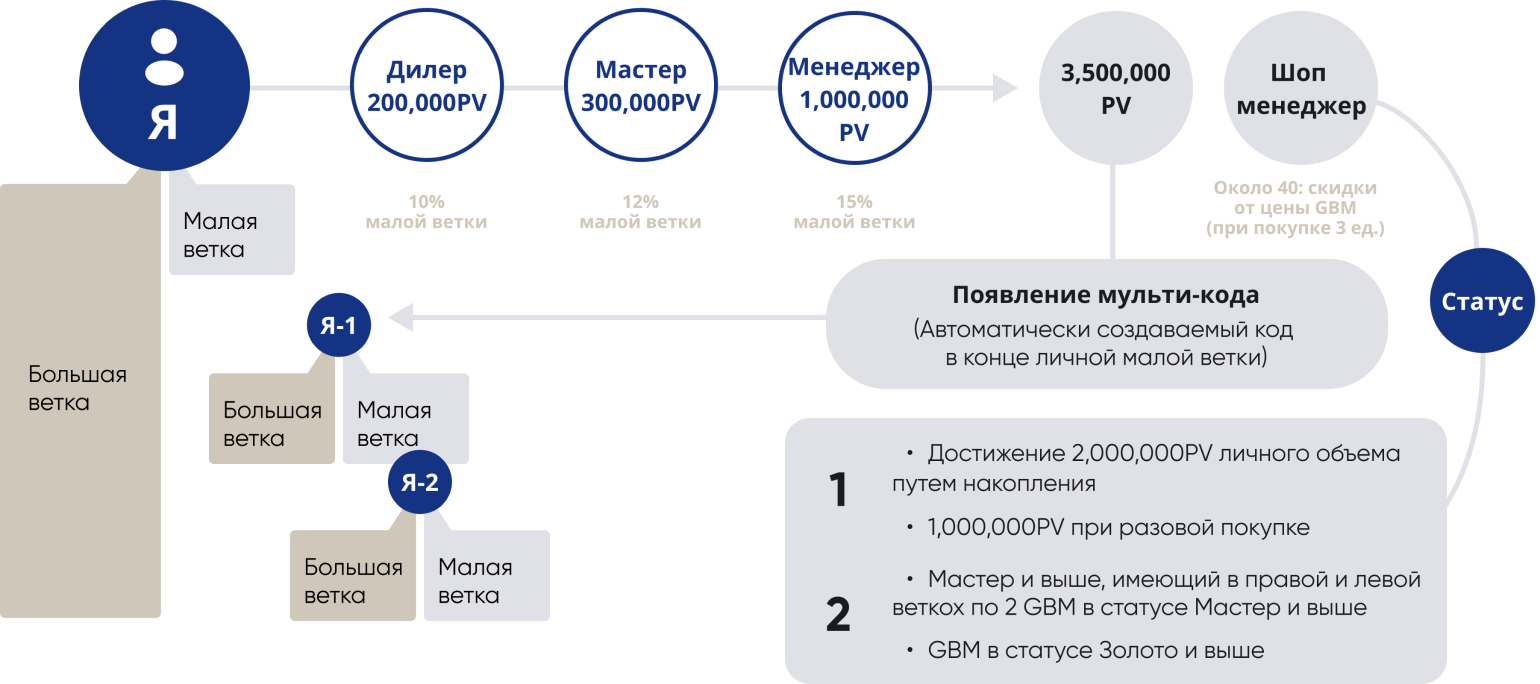 Я
Дилер
200,000PV
Мастер
300,000PV
Менеджер
1,000,000
PV
3,500,000
PV
Шоп
менеджер
10%
малой ветки
12%
малой ветки
15%
малой ветки
Около 40: скидки
от цены GBM
(при покупке 3 ед.)
Малая
ветка
Большая
ветка
Статус
Появление мульти-кода
(Автоматически создаваемый код
в конце личной малой ветки)
Я-1
Большая
ветка
Малая
ветка
Я-2
Большая
ветка
Малая
ветка
1
• Достижение 2,000,000PV личного объема
путем накопления
• 1,000,000PV при разовой покупке
2
• Мастер и выше, имеющий в правой и левой
веткох по 2 GBM в статусе Мастер и выше
• GBM в статусе Золото и выше